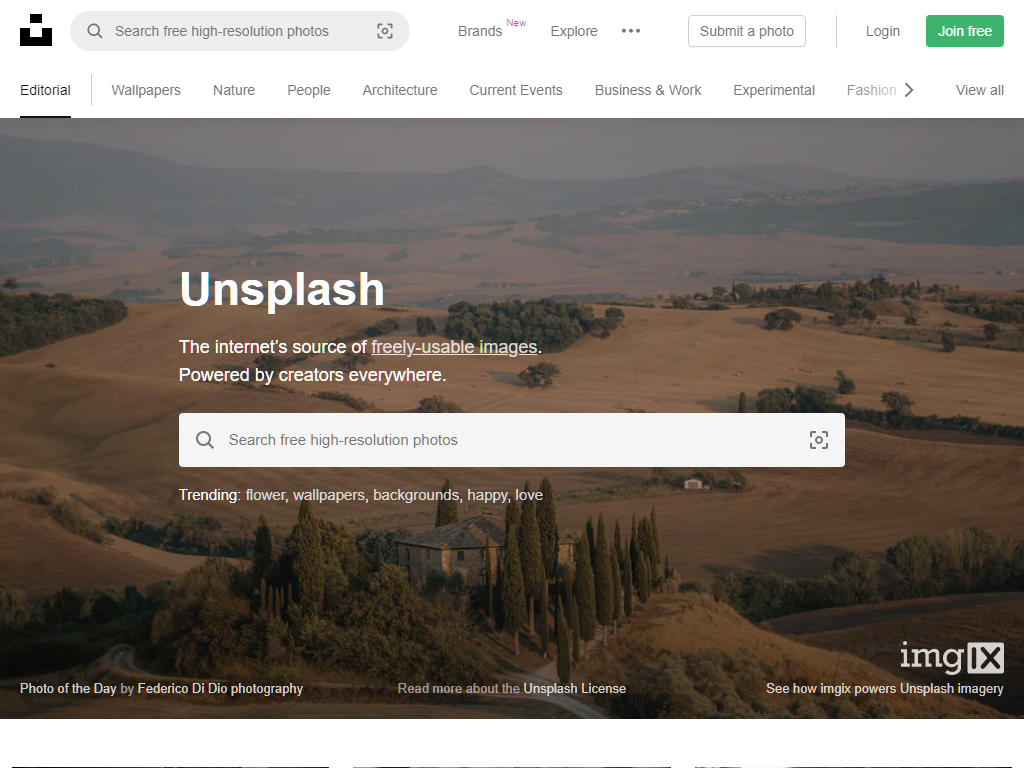 Search free high-resolution photos
Brands New
Explore
Submit a photo
Login
Join free
Editorial
Wallpapers
Nature
People
Architecture
Current Events
Business & Work
Experimental
Fashion
View all
Unsplash
The internet's source of freely-usable images.
Powered by creators everywhere.
Search free high-resolution photos
Trending: flower, wallpapers, backgrounds, happy, love
imgIX
Photo of the Day by Federico Di Dio photography
Read more about the Unsplash License
See how imgix powers Unsplash imagery